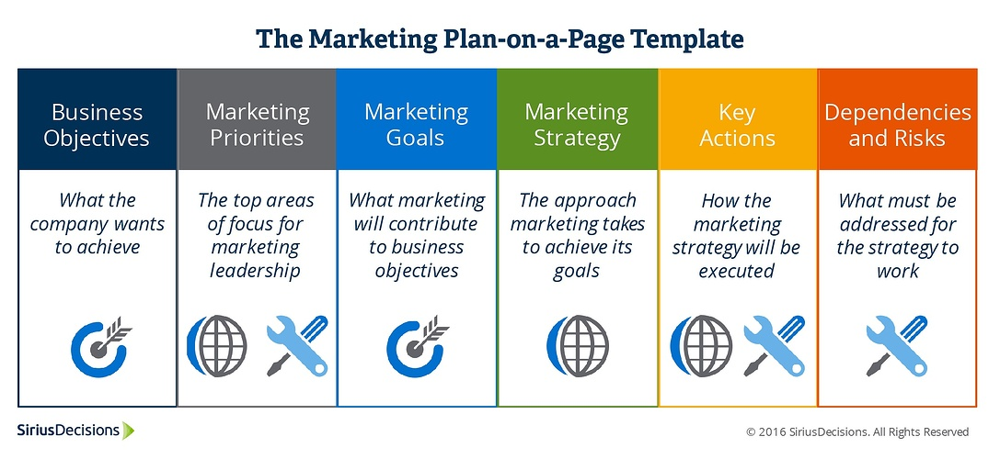 The Marketing Plan-on-a-Page Template
Business
Objectives
Marketing
Priorities
Marketing
Goals
Marketing
Strategy
Key
Actions
Dependencies
and Risks
What the
company wants
to achieve
The top areas
of focus for
marketing
leadership
What marketing
will contribute
to business
objectives
The approach
marketing takes
to achieve its
goals
How the
marketing
strategy will be
executed
What must be
addressed for
the strategy to
work
SiriusDecisions
© 2016 SiriusDecisions. All Rights Reserved